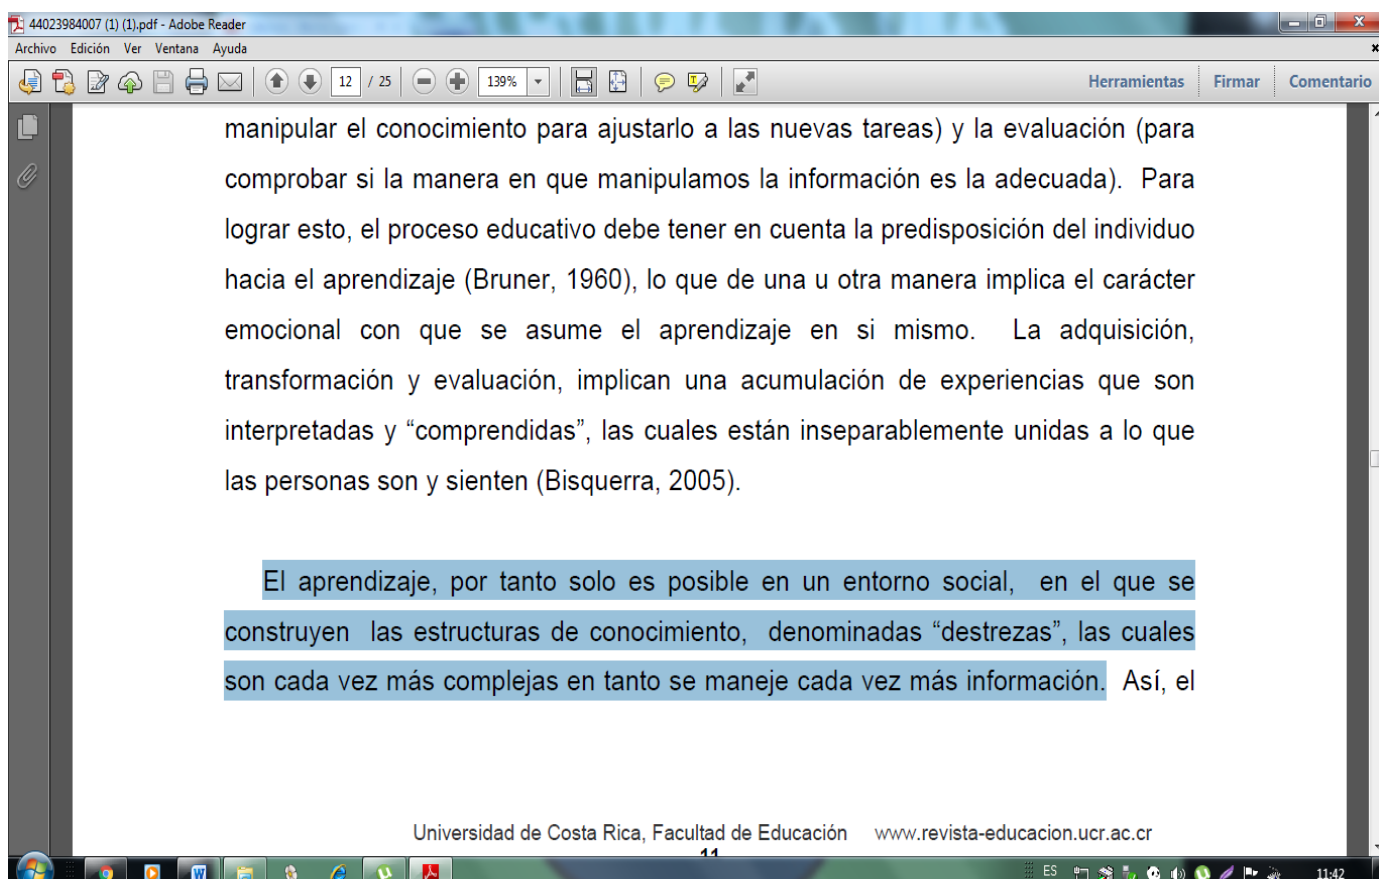 44023984007 (1) (1).pdf - Adobe Reader
Archivo Edición Ver Ventana Ayuda
12 / 25 139% Herramientas Firmar Comentario
manipular el conocimiento para ajustarlo a las nuevas tareas) y la evaluación (para
comprobar si la manera en que manipulamos la información es la adecuada). Para
lograr esto, el proceso educativo debe tener en cuenta la predisposición del individuo
hacia el aprendizaje (Bruner, 1960), lo que de una u otra manera implica el carácter
emocional con que se asume el aprendizaje en si mismo. La adquisición,
transformación y evaluación, implican una acumulación de experiencias que son
interpretadas y “comprendidas”, las cuales están inseparablemente unidas a lo que
las personas son y sienten (Bisquerra, 2005).
El aprendizaje, por tanto solo es posible en un entorno social, en el que se
construyen las estructuras de conocimiento, denominadas “destrezas”, las cuales
son cada vez más complejas en tanto se maneje cada vez más información. Así, el
Universidad de Costa Rica, Facultad de Educación www.revista-educacion.ucr.ac.cr
11
ES 11:42